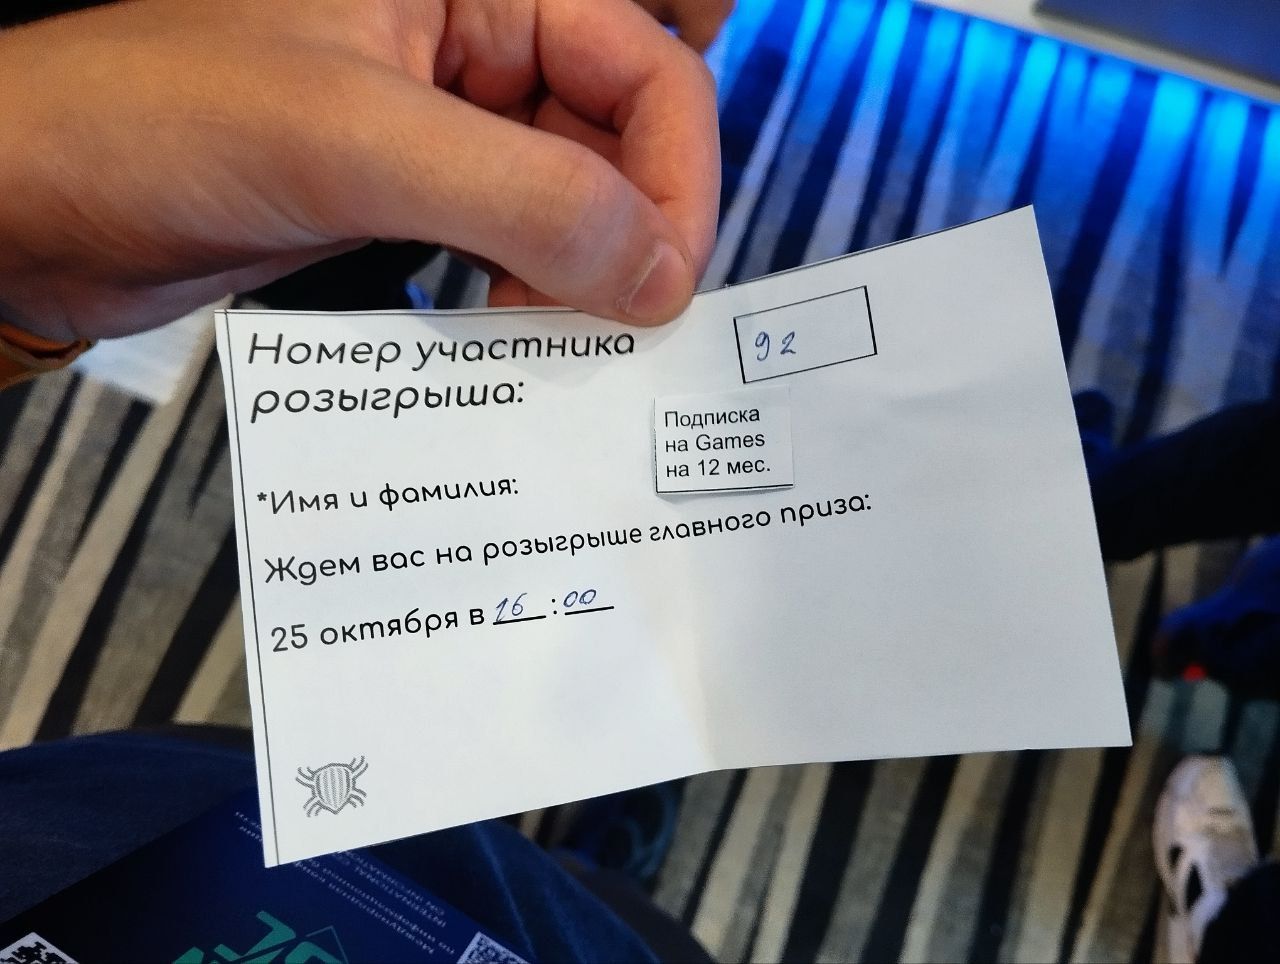 Номер участника
розыгрыша:
92
Подписка
на Games
на 12 мес.
*Имя и фамилия:
Ждем вас на розыгрыше главного приза:
25 октября в 16:00